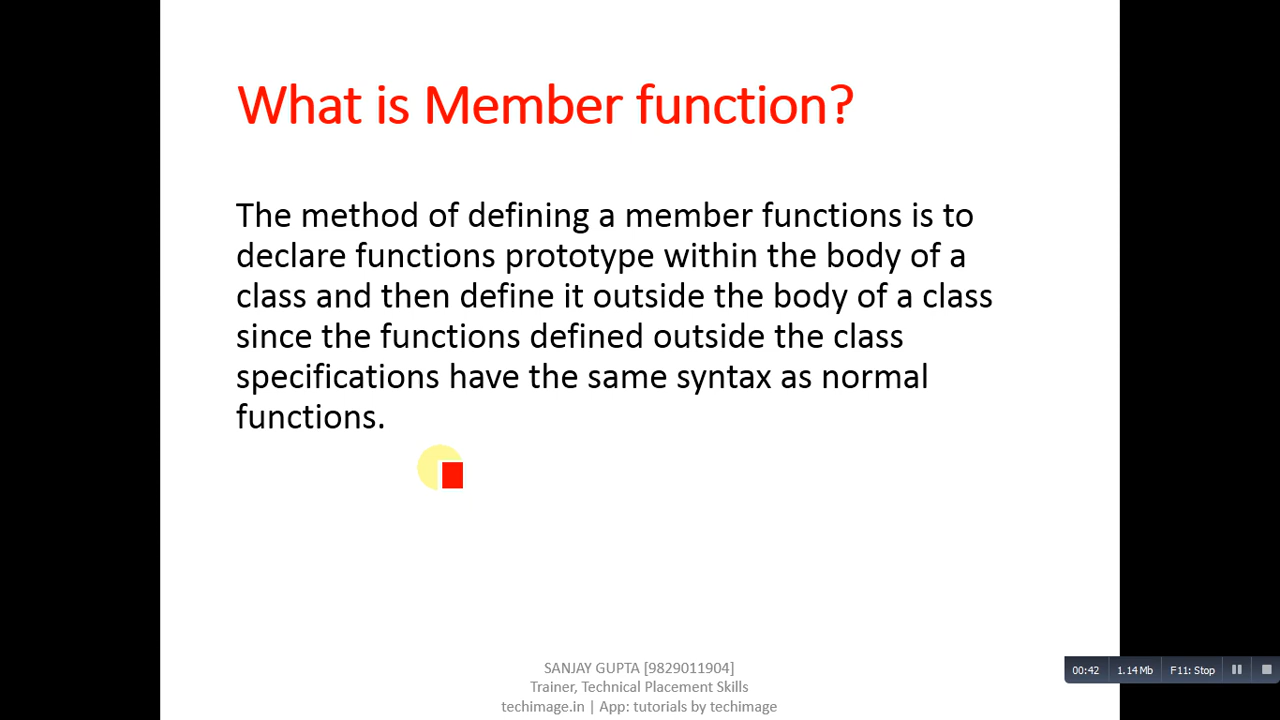 What is Member function?
The method of defining a member functions is to
declare functions prototype within the body of a
class and then define it outside the body of a class
since the functions defined outside the class
specifications have the same syntax as normal
functions.
SANJAY GUPTA [9829011904]
Trainer, Technical Placement Skills
techimage.in | App: tutorials by techimage
00:42 1.14 Mb F11: Stop